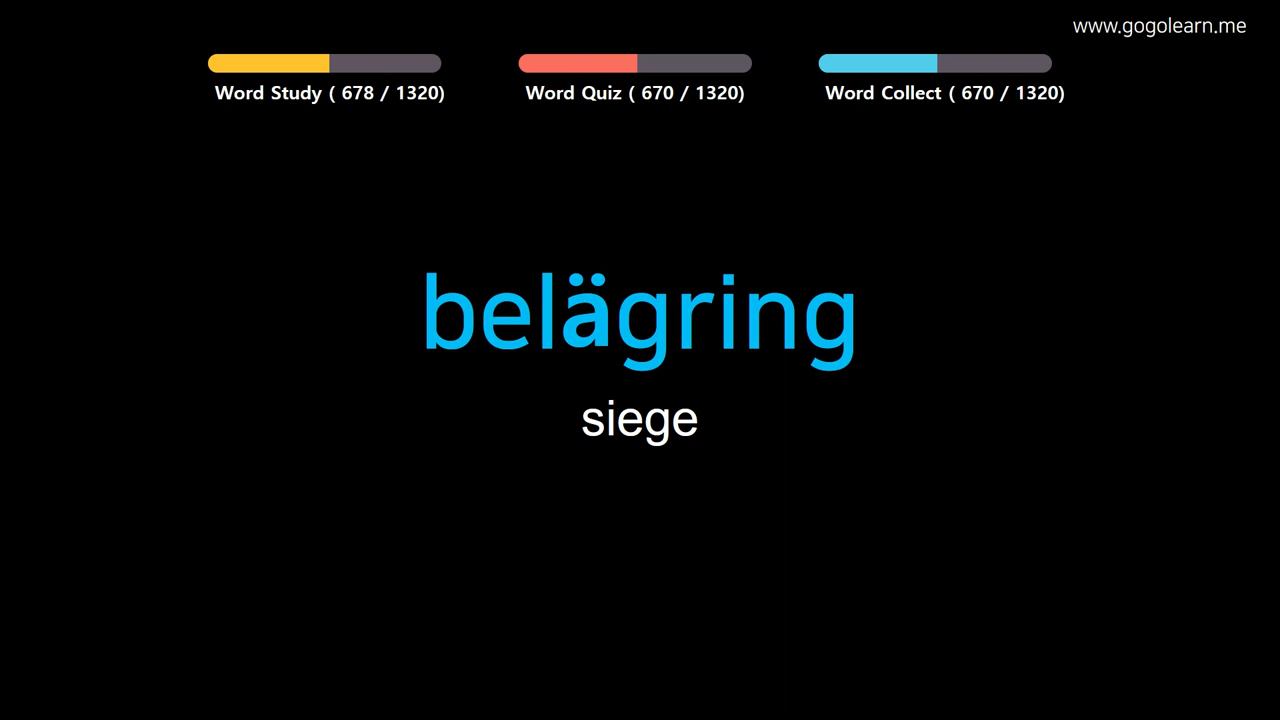 www.gogolearn.me
Word Study ( 678 / 1320)
Word Quiz ( 670 / 1320)
Word Collect ( 670 / 1320)
belägring
siege